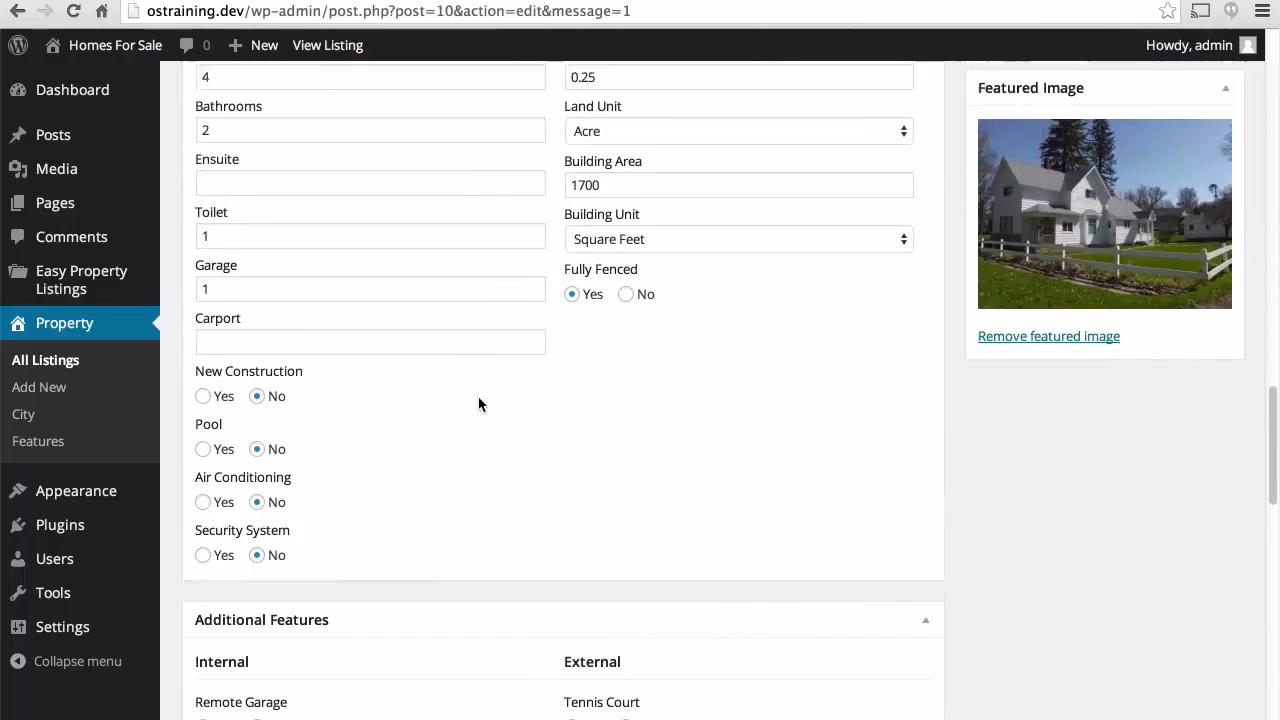 ostraining.dev/wp-admin/post.php?post=10&action=edit&message=1
Homes For Sale
0
New
View Listing
Howdy, admin
Dashboard
Posts
Media
Pages
Comments
Easy Property
Listings
Property
All Listings
Add New
City
Features
Appearance
Plugins
Users
Tools
Settings
Collapse menu
4
Bathrooms
2
Ensuite
Toilet
1
Garage
1
Carport
New Construction
Yes No
Pool
Yes No
Air Conditioning
Yes No
Security System
Yes No
0.25
Land Unit
Acre
Building Area
1700
Building Unit
Square Feet
Fully Fenced
Yes No
Additional Features
Internal
Remote Garage
External
Tennis Court
Featured Image
Remove featured image